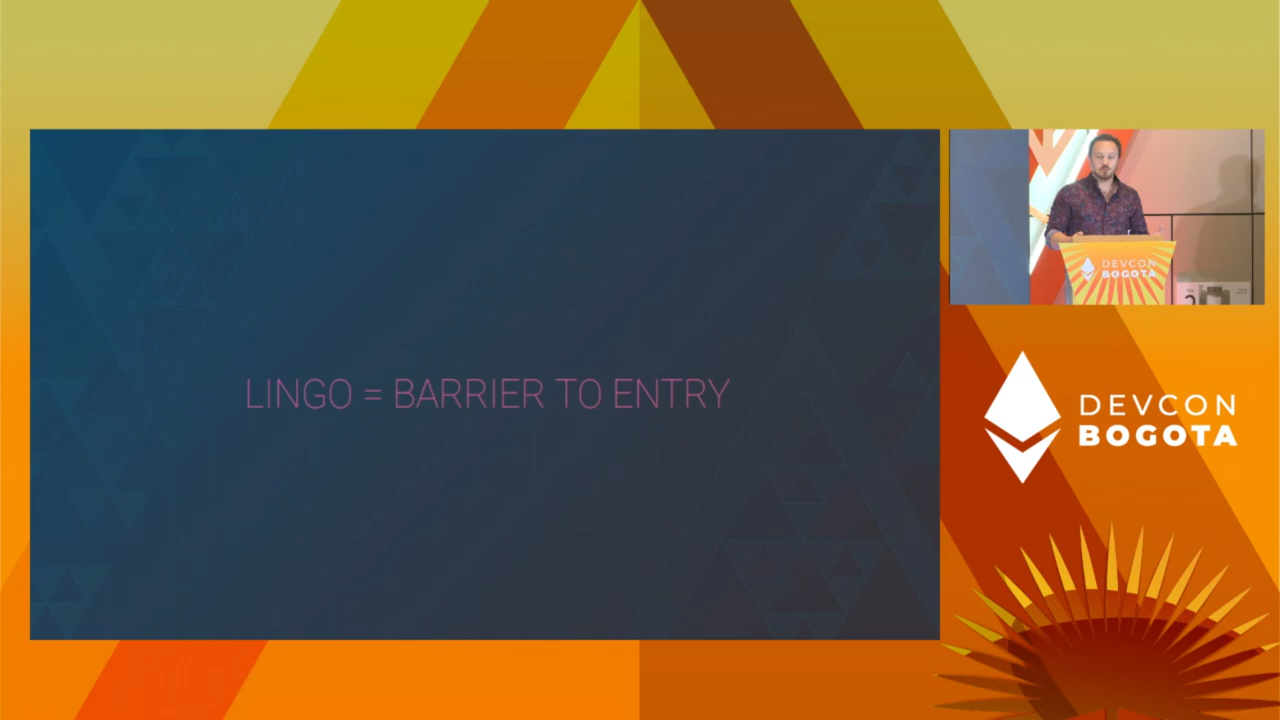 LINGO = BARRIER TO ENTRY
DEVCON
BOGOTA
DEVCON
BOGOTA